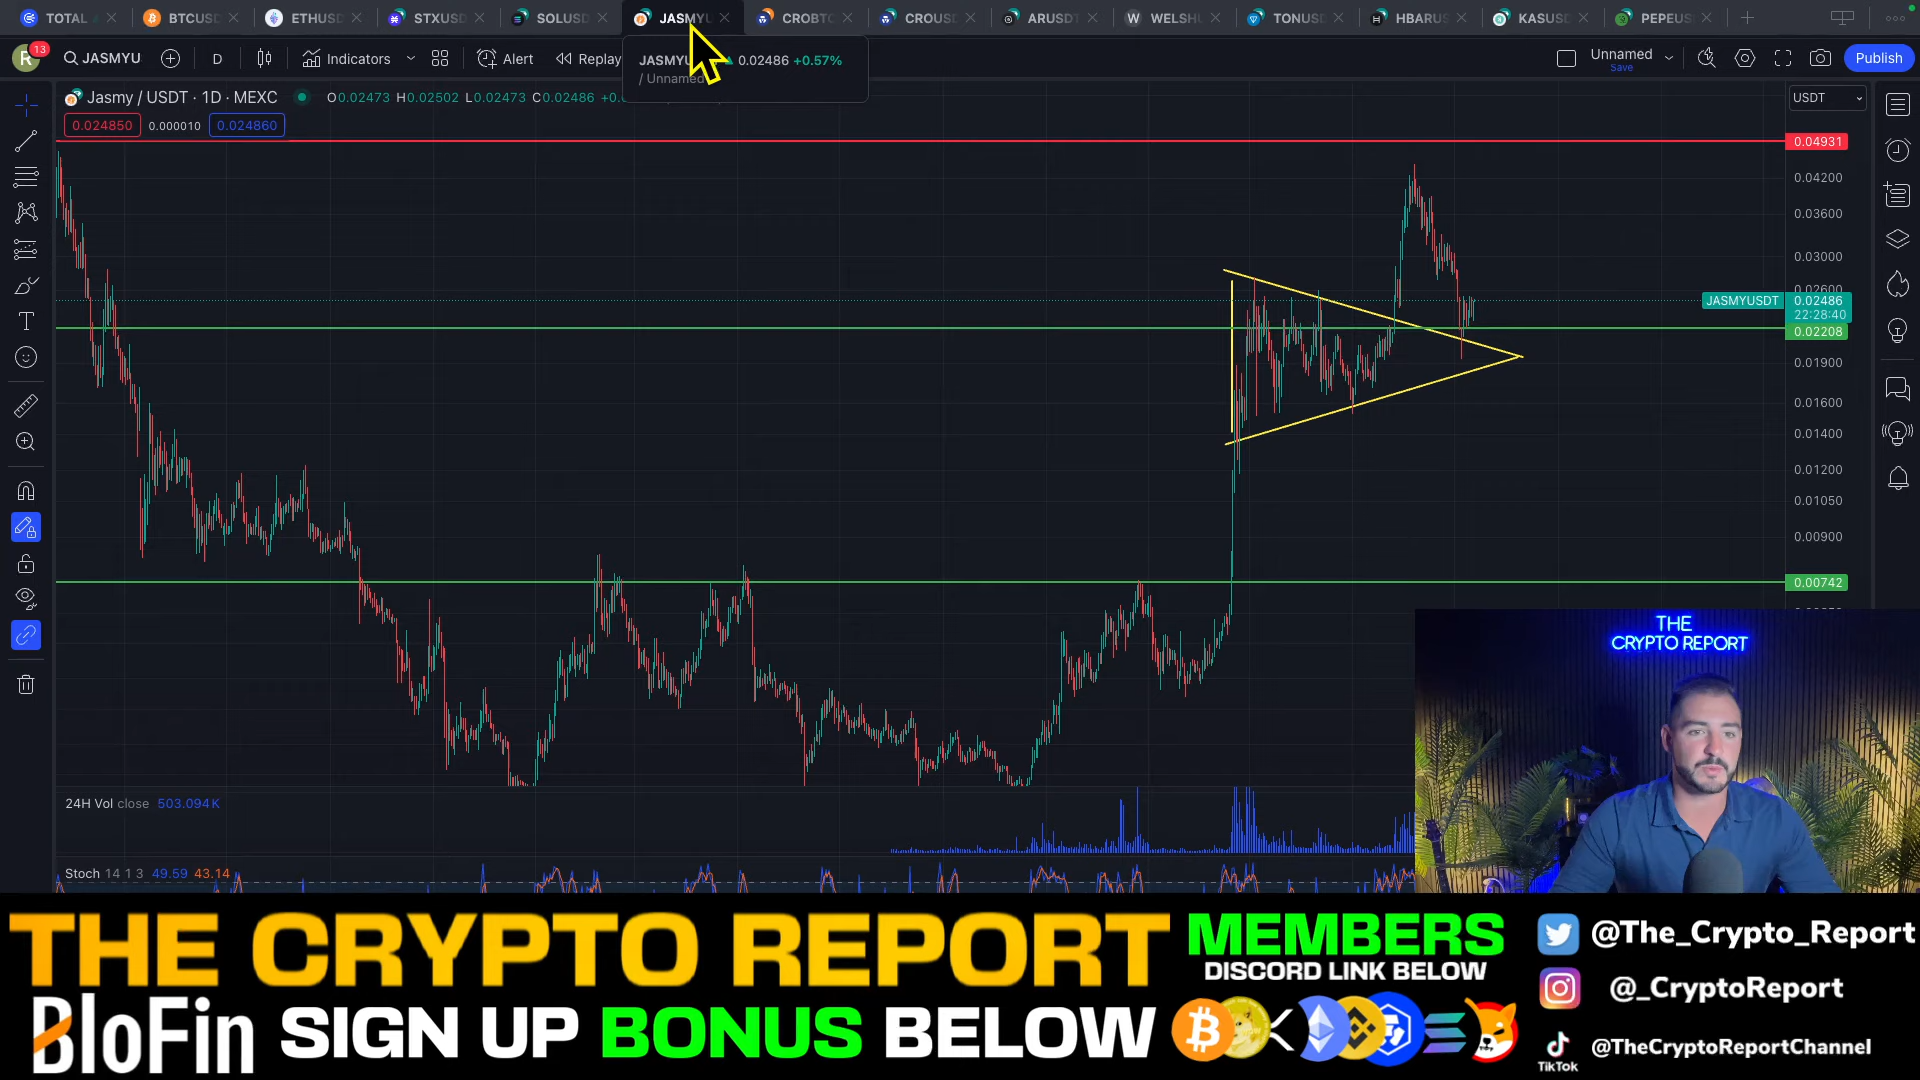 TOTAL
BTCUS
ETHUSD
STXUSD
SOLUSD
JASMYU
CROBTC
CROUSD
ARUSDT
WELSH
TONUSD
HBARUS
KASUSD
PEPEUS
R
13
JASMYU
D
Indicators
Alert
Replay
Unnamed
Save
Publish
JASMYU 0.02486 +0.57%
/ Unnamed
Jasmy / USDT · 1D · MEXC
O0.02473 H0.02502 L0.02473 C0.02486
0.024850
0.000010
0.024860
USDT
0.04931
0.04200
0.03600
0.03000
0.02600
JASMYUSDT
0.02486
22:28:40
0.02208
0.01900
0.01600
0.01400
0.01200
0.01050
0.00900
0.00742
24H Vol close 503.094K
Stoch 14 1 3 49.59 43.14
THE
CRYPTO REPORT
THE CRYPTO REPORT
MEMBERS
DISCORD LINK BELOW
BloFin SIGN UP BONUS BELOW
@The_Crypto_Report
@_CryptoReport
TikTok
@TheCryptoReportChannel